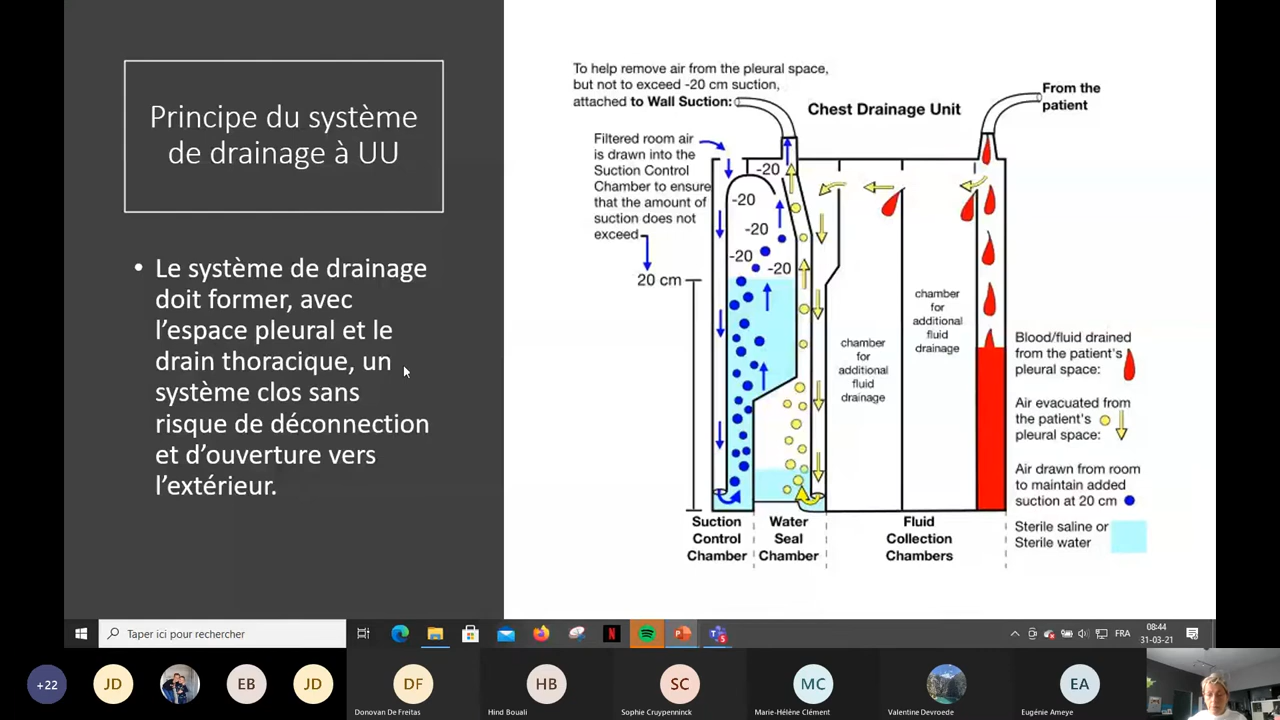 Principe du système
de drainage à UU
• Le système de drainage
doit former, avec
l'espace pleural et le
drain thoracique, un
système clos sans
risque de déconnection
et d'ouverture vers
l'extérieur.
To help remove air from the pleural space,
but not to exceed -20 cm suction,
attached to Wall Suction:
Chest Drainage Unit
From the
patient
Filtered room air
is drawn into the
Suction Control
Chamber to ensure
that the amount of
suction does not
exceed
20 cm
-20
-20
-20
-20
-20
chamber
for
additional
fluid
drainage
chamber
for
additional
fluid
drainage
Blood/fluid drained
from the patient's
pleural space:
Air evacuated from
the patient's
pleural space:
Air drawn from room
to maintain added
suction at 20 cm
Sterile saline or
Sterile water
Suction
Control
Chamber
Water
Seal
Chamber
Fluid
Collection
Chambers
Taper ici pour rechercher
N
FRA
08:44
31-03-21
+22
JD
EB
JD
DF
Donovan De Freitas
HB
Hind Bouali
SC
Sophie Cruypenninck
MC
Marie-Hélène Clément
Valentine Devroede
EA
Eugénie Ameye